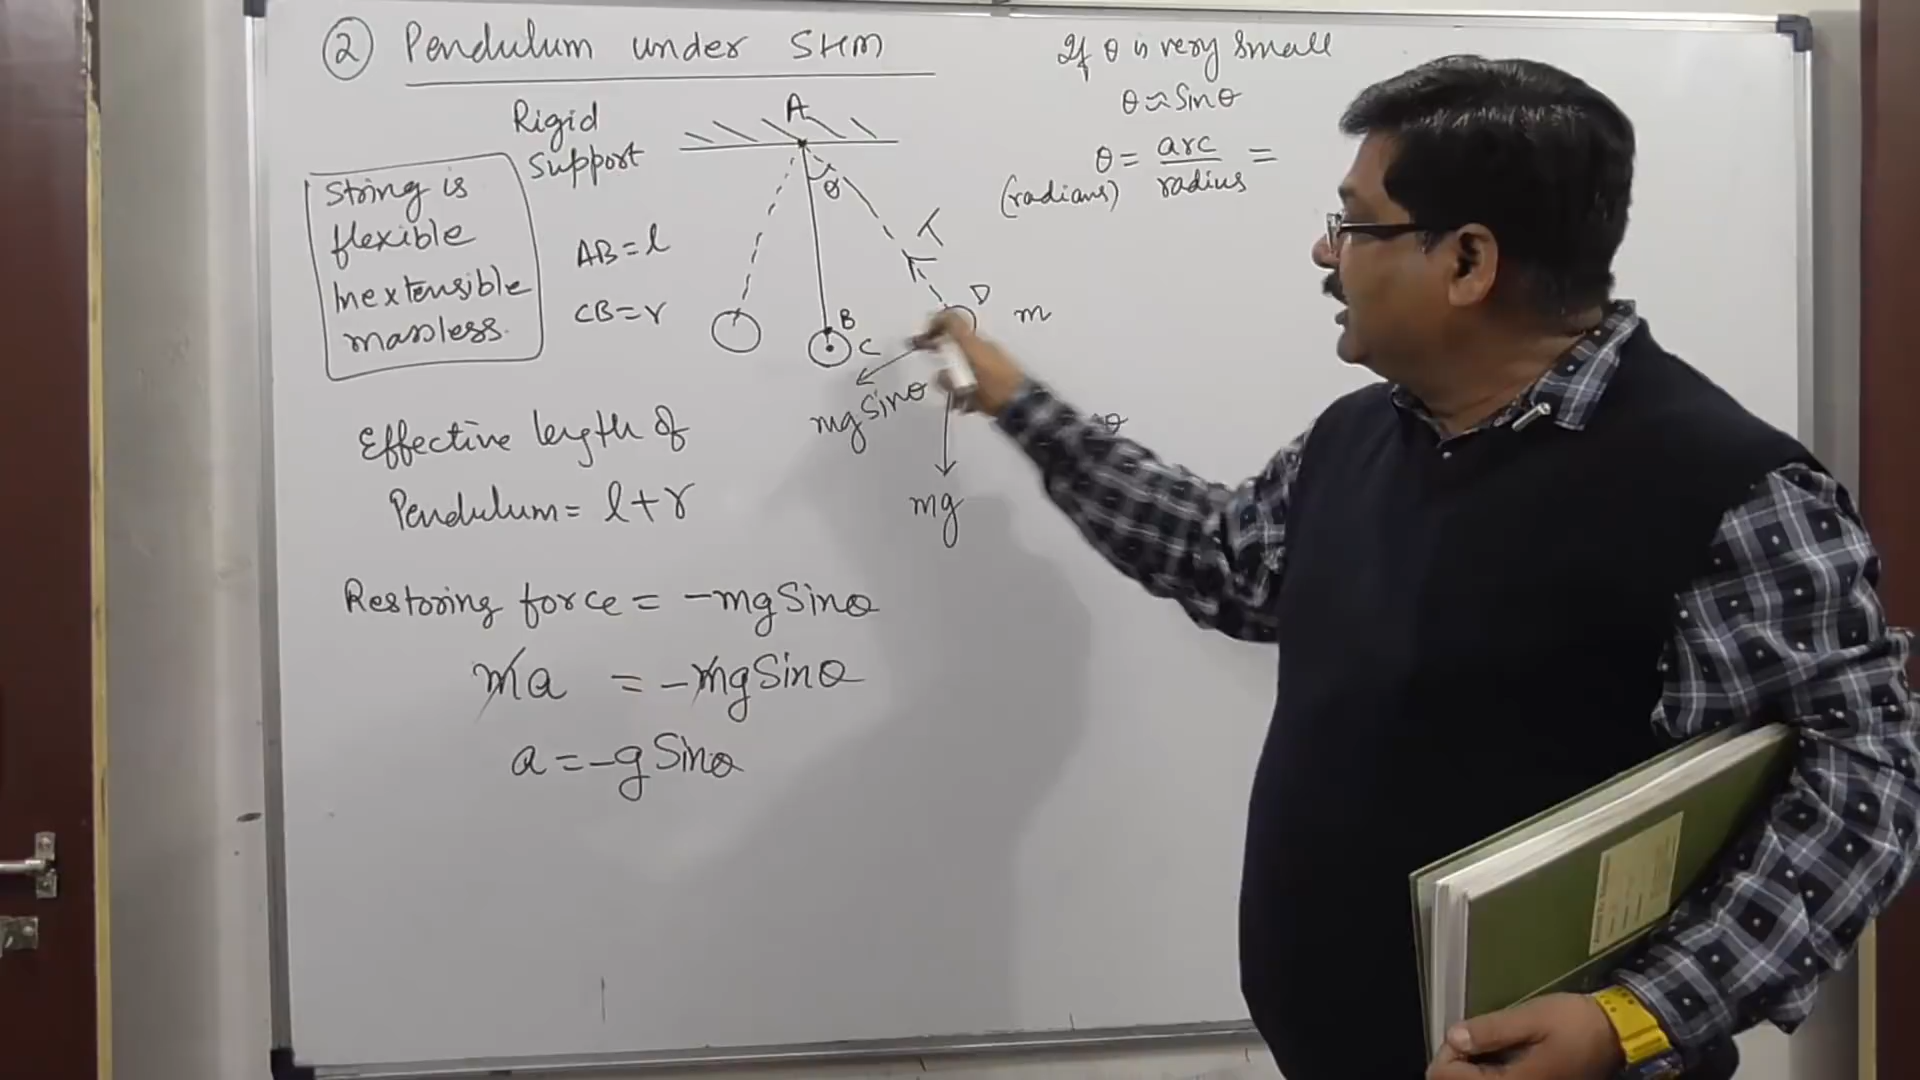 ② Pendulum under SHM
Rigid
Support
String is
flexible
Inextensible
massless.
AB = l
CB = r
A
θ
T
B
C
D
m
mg Sinθ
θ
mg
Effective length of
Pendulum = l + r
Restoring force = -mg Sinθ
ma = -mg Sinθ
a = -g Sinθ
If θ is very small
θ ≈ Sin θ
θ = arc / radius =
(radians)